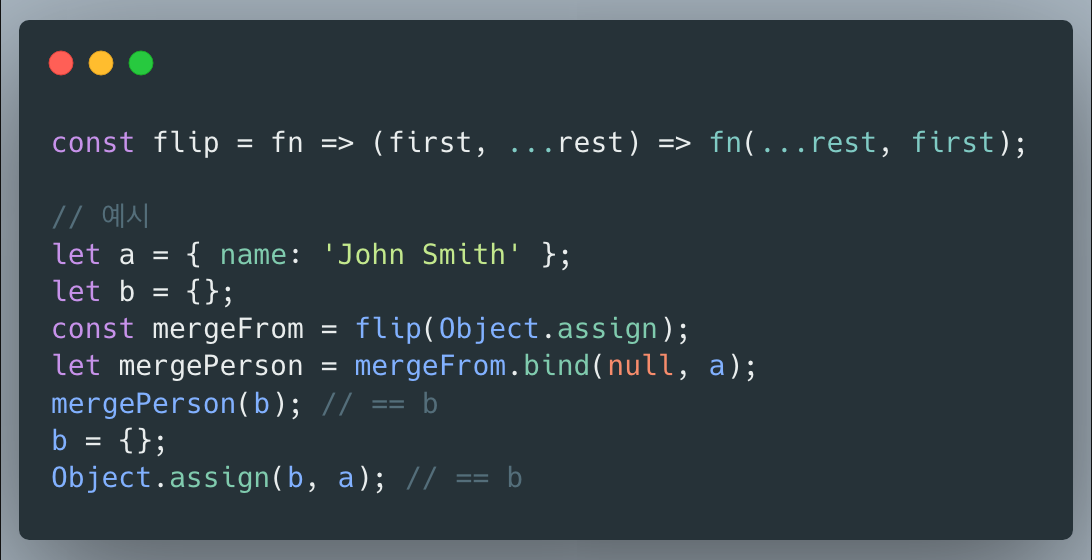 const flip = fn => (first, ...rest) => fn(...rest, first);
// 예시
let a = { name: 'John Smith' };
let b = {};
const mergeFrom = flip(Object.assign);
let mergePerson = mergeFrom.bind(null, a);
mergePerson(b); // == b
b = {};
Object.assign(b, a); // == b